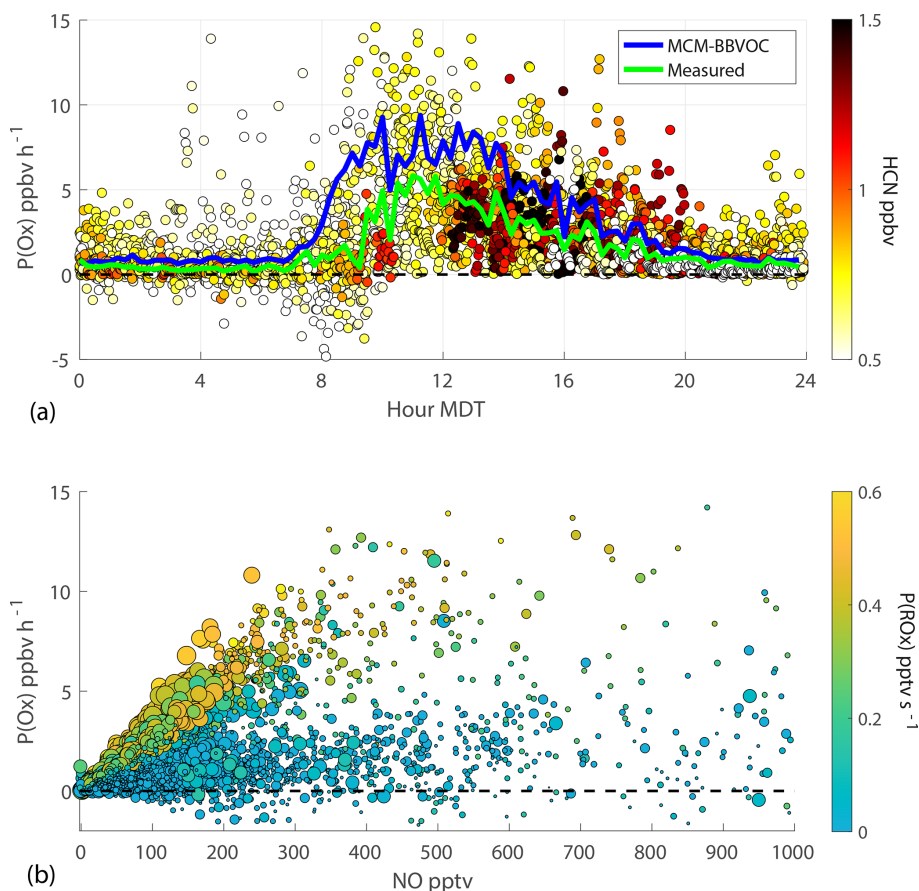 15
10
5
0
-5
P(Ox) ppbv h⁻¹
MCM-BBVOC
Measured
0 4 8 12 16 20 24
Hour MDT
(a)
1.5
1
0.5
HCN ppbv
15
10
5
0
P(Ox) ppbv h⁻¹
0 100 200 300 400 500 600 700 800 900 1000
NO pptv
(b)
0.6
0.4
0.2
0
P(ROx) pptv s⁻¹